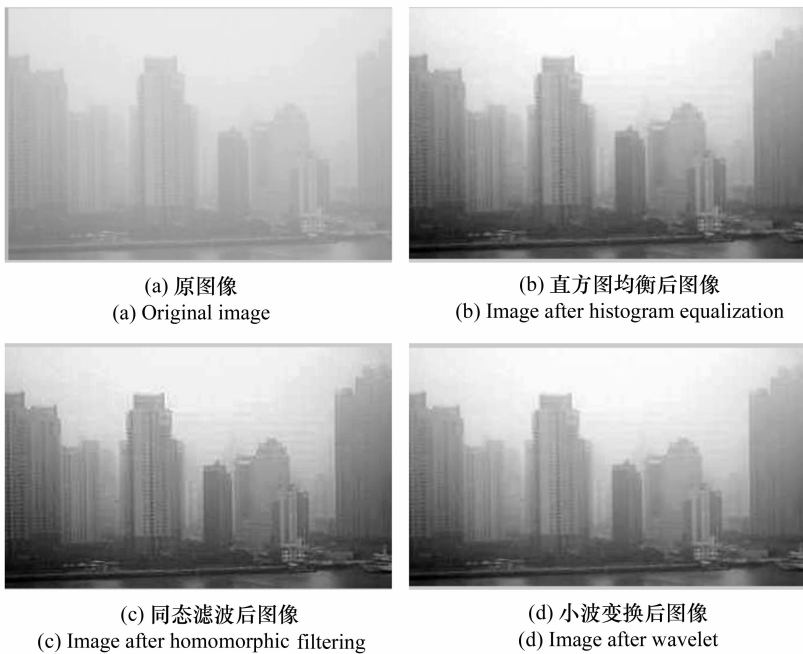 (a) 原图像
(a) Original image
(b) 直方图均衡后图像
(b) Image after histogram equalization
(c) 同态滤波后图像
(c) Image after homomorphic filtering
(d) 小波变换后图像
(d) Image after wavelet